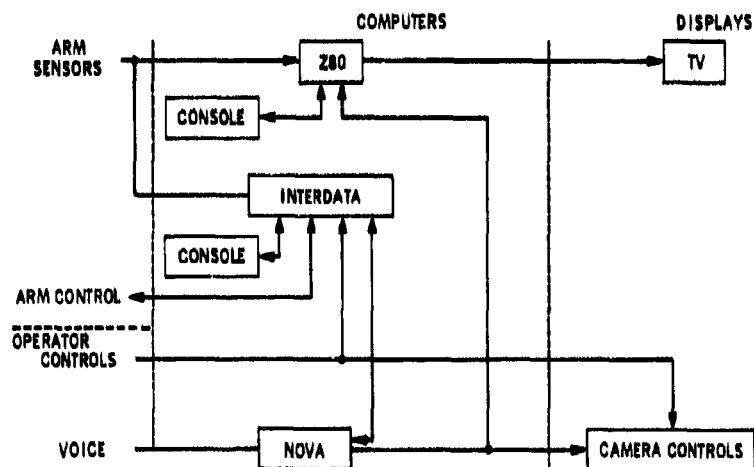 COMPUTERS
DISPLAYS
ARM
SENSORS
Z80
TV
CONSOLE
INTERDATA
CONSOLE
ARM CONTROL
OPERATOR
CONTROLS
VOICE
NOVA
CAMERA CONTROLS